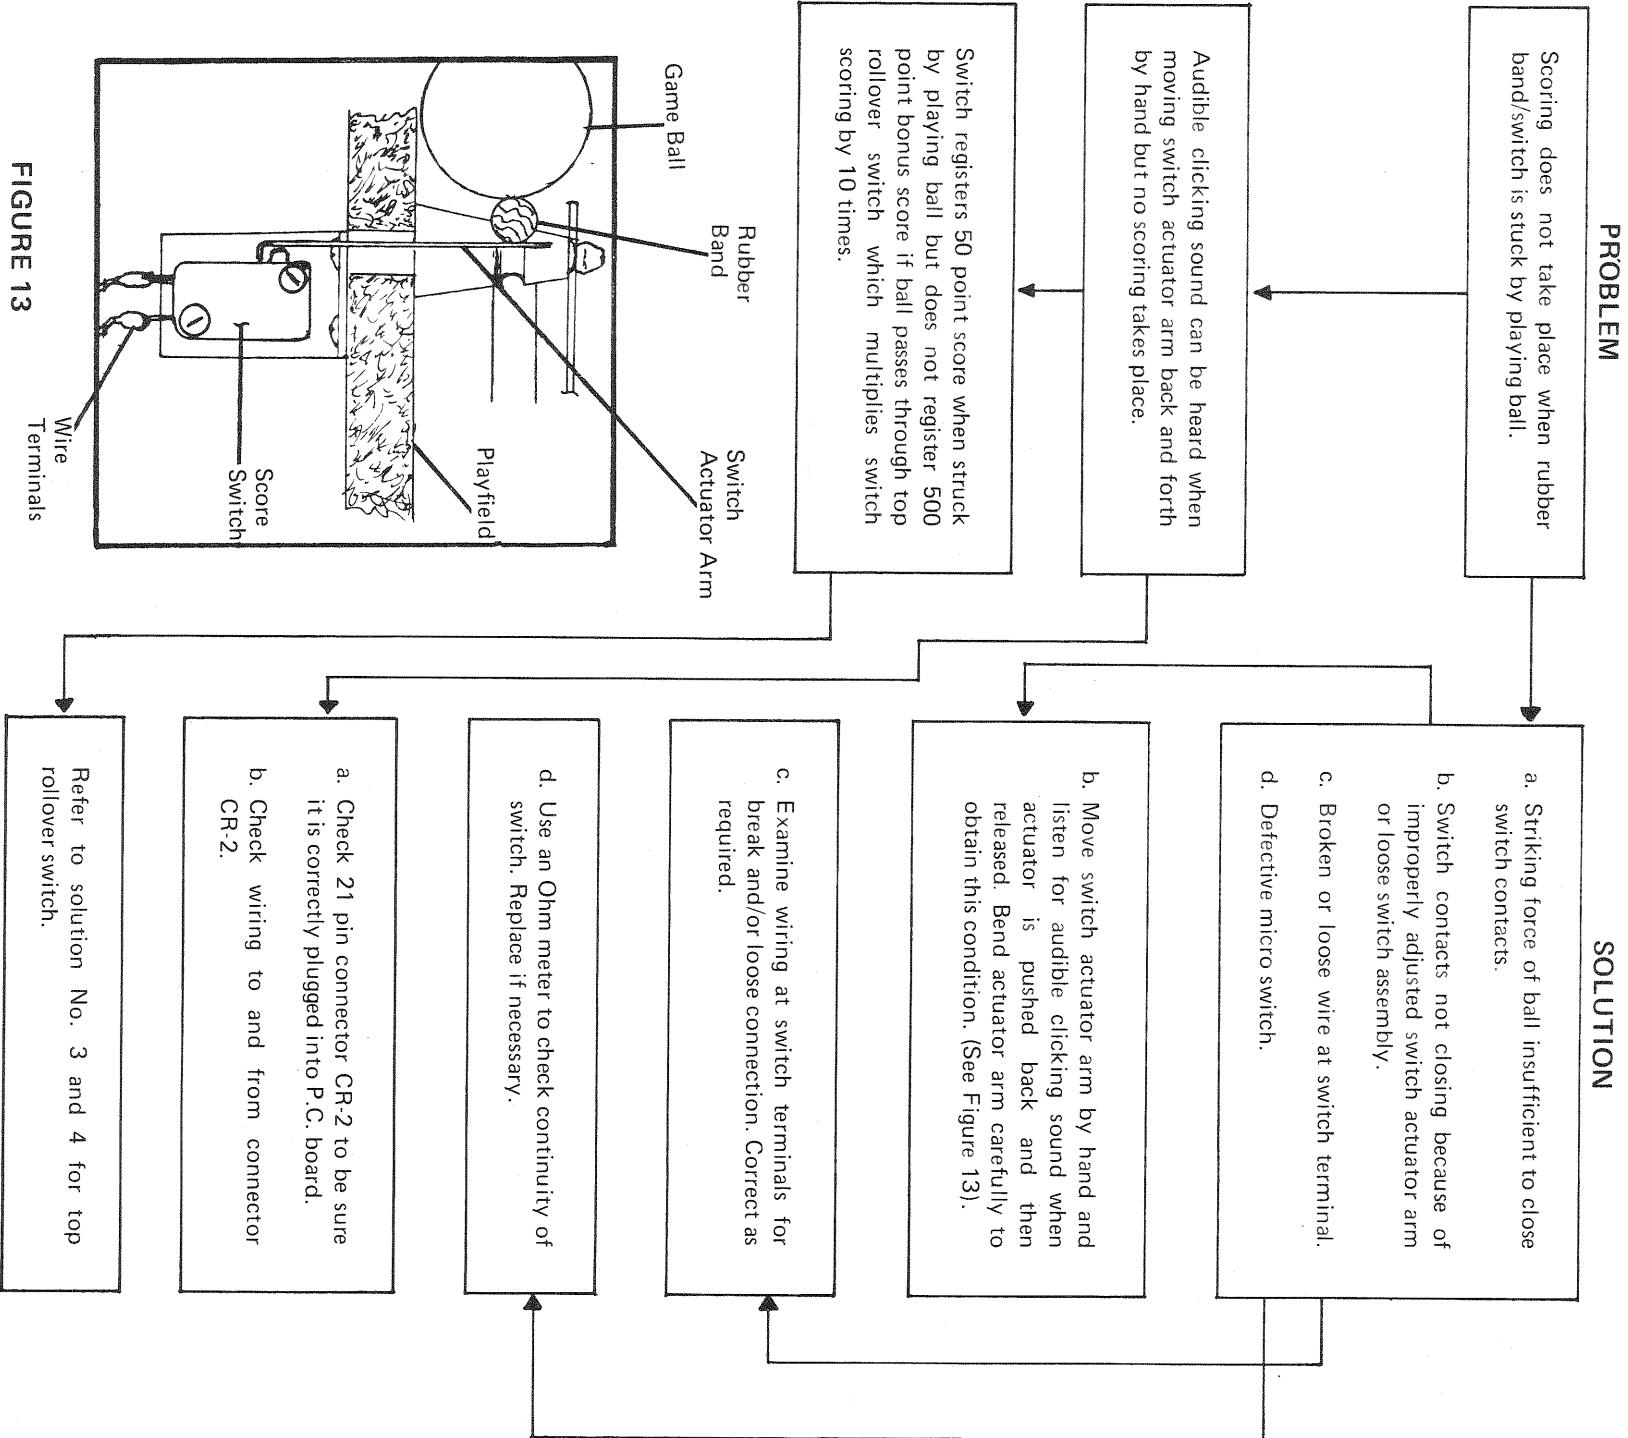 PROBLEM
Scoring does not take place when rubber
band/switch is stuck by playing ball.
Audible clicking sound can be heard when
moving switch actuator arm back and forth
by hand but no scoring takes place.
Switch registers 50 point score when struck
by playing ball but does not register 500
point bonus score if ball passes through top
rollover switch which multiplies switch
scoring by 10 times.
Game Ball
Rubber
Band
Switch
Actuator Arm
Playfield
Score
Switch
Wire
Terminals
FIGURE 13
SOLUTION
a. Striking force of ball insufficient to close
switch contacts.
b. Switch contacts not closing because of
improperly adjusted switch actuator arm
or loose switch assembly.
c. Broken or loose wire at switch terminal.
d. Defective micro switch.
b. Move switch actuator arm by hand and
listen for audible clicking sound when
actuator is pushed back and then
released. Bend actuator arm carefully to
obtain this condition. (See Figure 13).
c. Examine wiring at switch terminals for
break and/or loose connection. Correct as
required.
d. Use an Ohm meter to check continuity of
switch. Replace if necessary.
a. Check 21 pin connector CR-2 to be sure
it is correctly plugged into P.C. board.
b. Check wiring to and from connector
CR-2.
Refer to solution No. 3 and 4 for top
rollover switch.